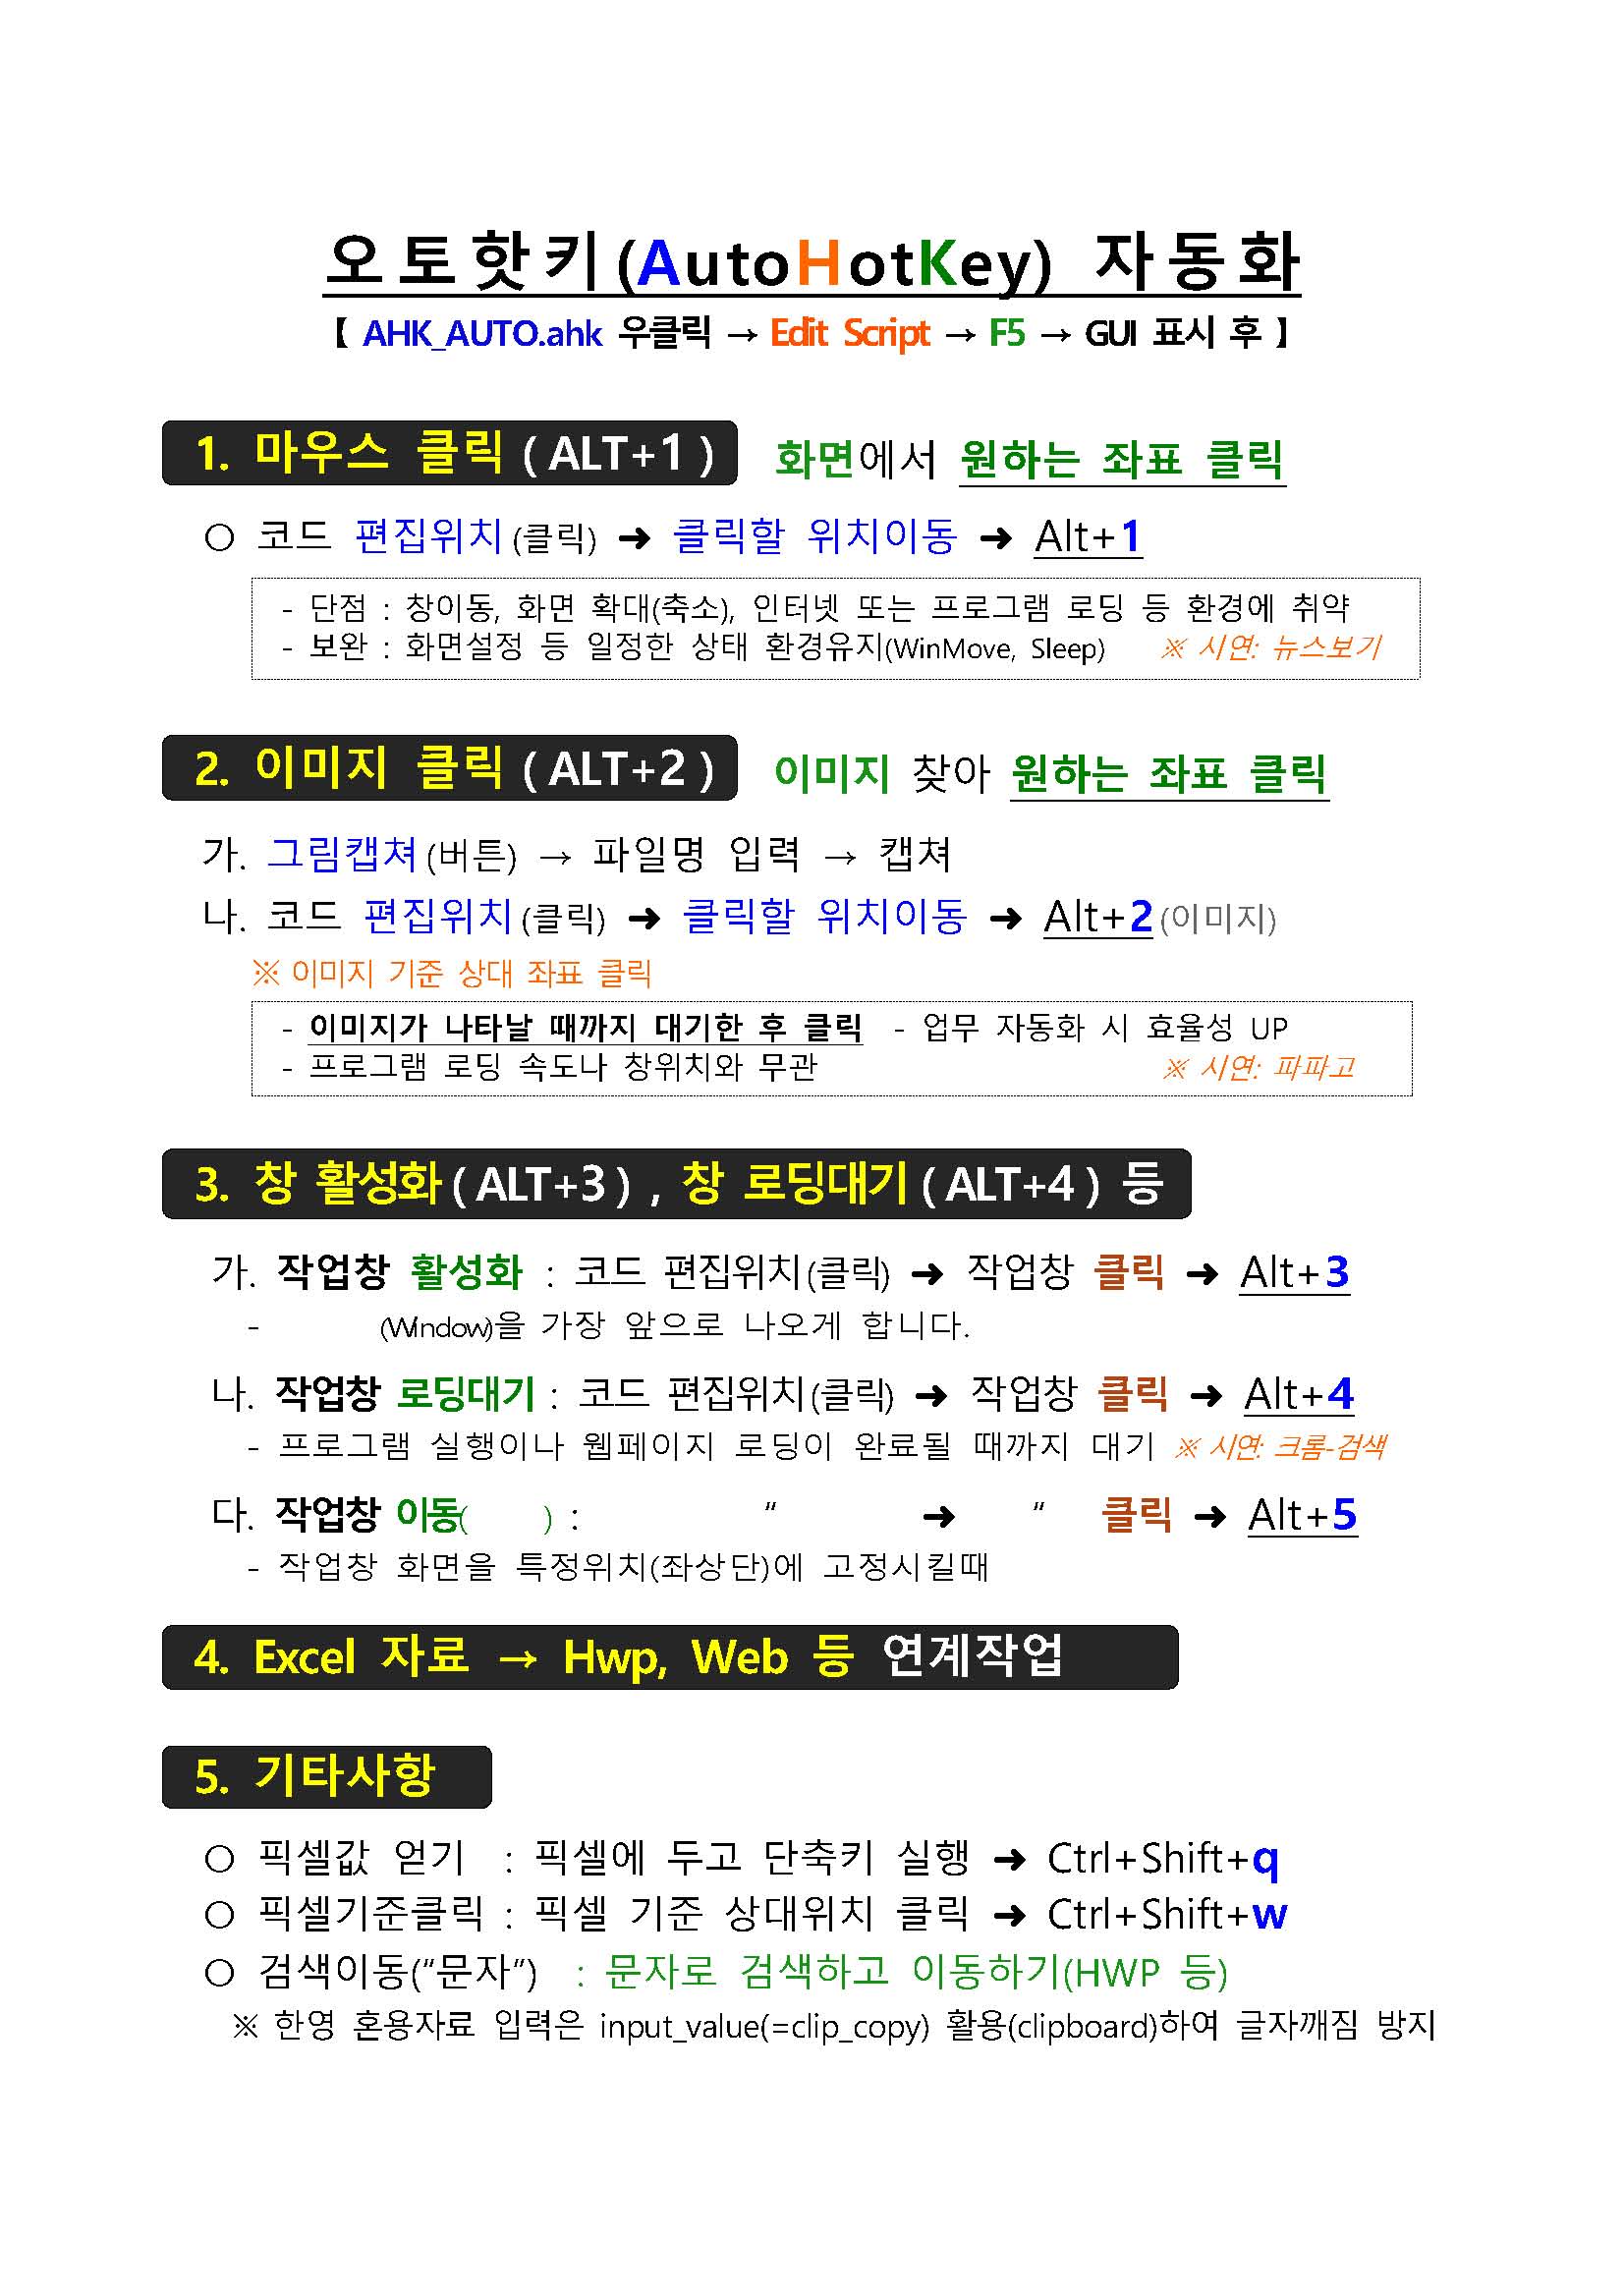 오토핫키(AutoHotKey) 자동화
【 AHK_AUTO.ahk 우클릭 → Edit Script → F5 → GUI 표시 후 】
1. 마우스 클릭 ( ALT+1 ) 화면에서 원하는 좌표 클릭
○ 코드 편집위치(클릭) ➜ 클릭할 위치이동 ➜ Alt+1
- 단점 : 창이동, 화면 확대(축소), 인터넷 또는 프로그램 로딩 등 환경에 취약
- 보완 : 화면설정 등 일정한 상태 환경유지(WinMove, Sleep) ※ 시연: 뉴스보기
2. 이미지 클릭 ( ALT+2 ) 이미지 찾아 원하는 좌표 클릭
가. 그림캡쳐(버튼) → 파일명 입력 → 캡쳐
나. 코드 편집위치(클릭) ➜ 클릭할 위치이동 ➜ Alt+2(이미지)
※ 이미지 기준 상대 좌표 클릭
- 이미지가 나타날 때까지 대기한 후 클릭 - 업무 자동화 시 효율성 UP
- 프로그램 로딩 속도나 창위치와 무관 ※ 시연: 파파고
3. 창 활성화 ( ALT+3 ) , 창 로딩대기 ( ALT+4 ) 등
가. 작업창 활성화 : 코드 편집위치(클릭) ➜ 작업창 클릭 ➜ Alt+3
- (Window)을 가장 앞으로 나오게 합니다.
나. 작업창 로딩대기 : 코드 편집위치(클릭) ➜ 작업창 클릭 ➜ Alt+4
- 프로그램 실행이나 웹페이지 로딩이 완료될 때까지 대기 ※ 시연: 크롬-검색
다. 작업창 이동( ) : “ ➜ “ 클릭 ➜ Alt+5
- 작업창 화면을 특정위치(좌상단)에 고정시킬때
4. Excel 자료 → Hwp, Web 등 연계작업
5. 기타사항
○ 픽셀값 얻기 : 픽셀에 두고 단축키 실행 ➜ Ctrl+Shift+q
○ 픽셀기준클릭 : 픽셀 기준 상대위치 클릭 ➜ Ctrl+Shift+w
○ 검색이동(“문자”) : 문자로 검색하고 이동하기(HWP 등)
※ 한영 혼용자료 입력은 input_value(=clip_copy) 활용(clipboard)하여 글자깨짐 방지